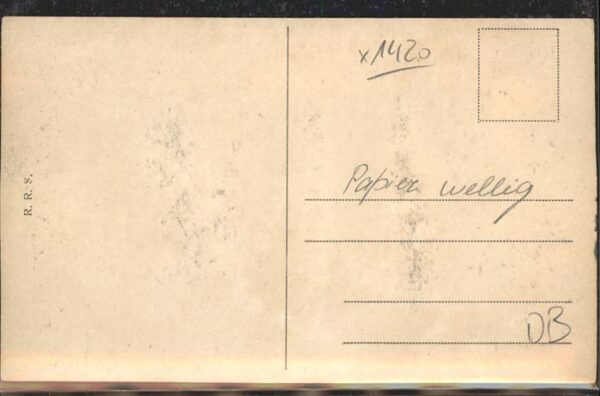 x1420
Papier wellig
DB
R. R. S.